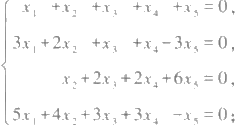 x₁ + x₂ + x₃ + x₄ + x₅ = 0,
3x₁ + 2x₂ + x₃ + x₄ − 3x₅ = 0,
x₂ + 2x₃ + 2x₄ + 6x₅ = 0,
5x₁ + 4x₂ + 3x₃ + 3x₄ − x₅ = 0;